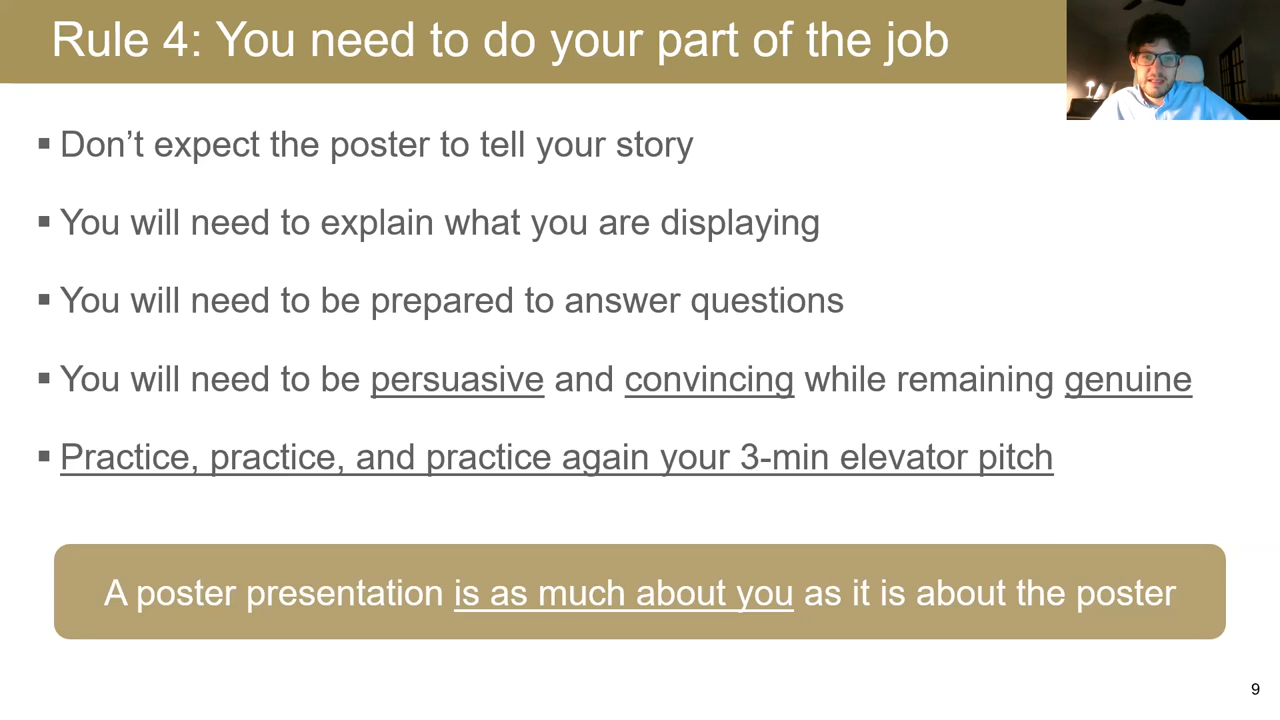 Rule 4: You need to do your part of the job
▪ Don’t expect the poster to tell your story
▪ You will need to explain what you are displaying
▪ You will need to be prepared to answer questions
▪ You will need to be persuasive and convincing while remaining genuine
▪ Practice, practice, and practice again your 3-min elevator pitch
A poster presentation is as much about you as it is about the poster
9